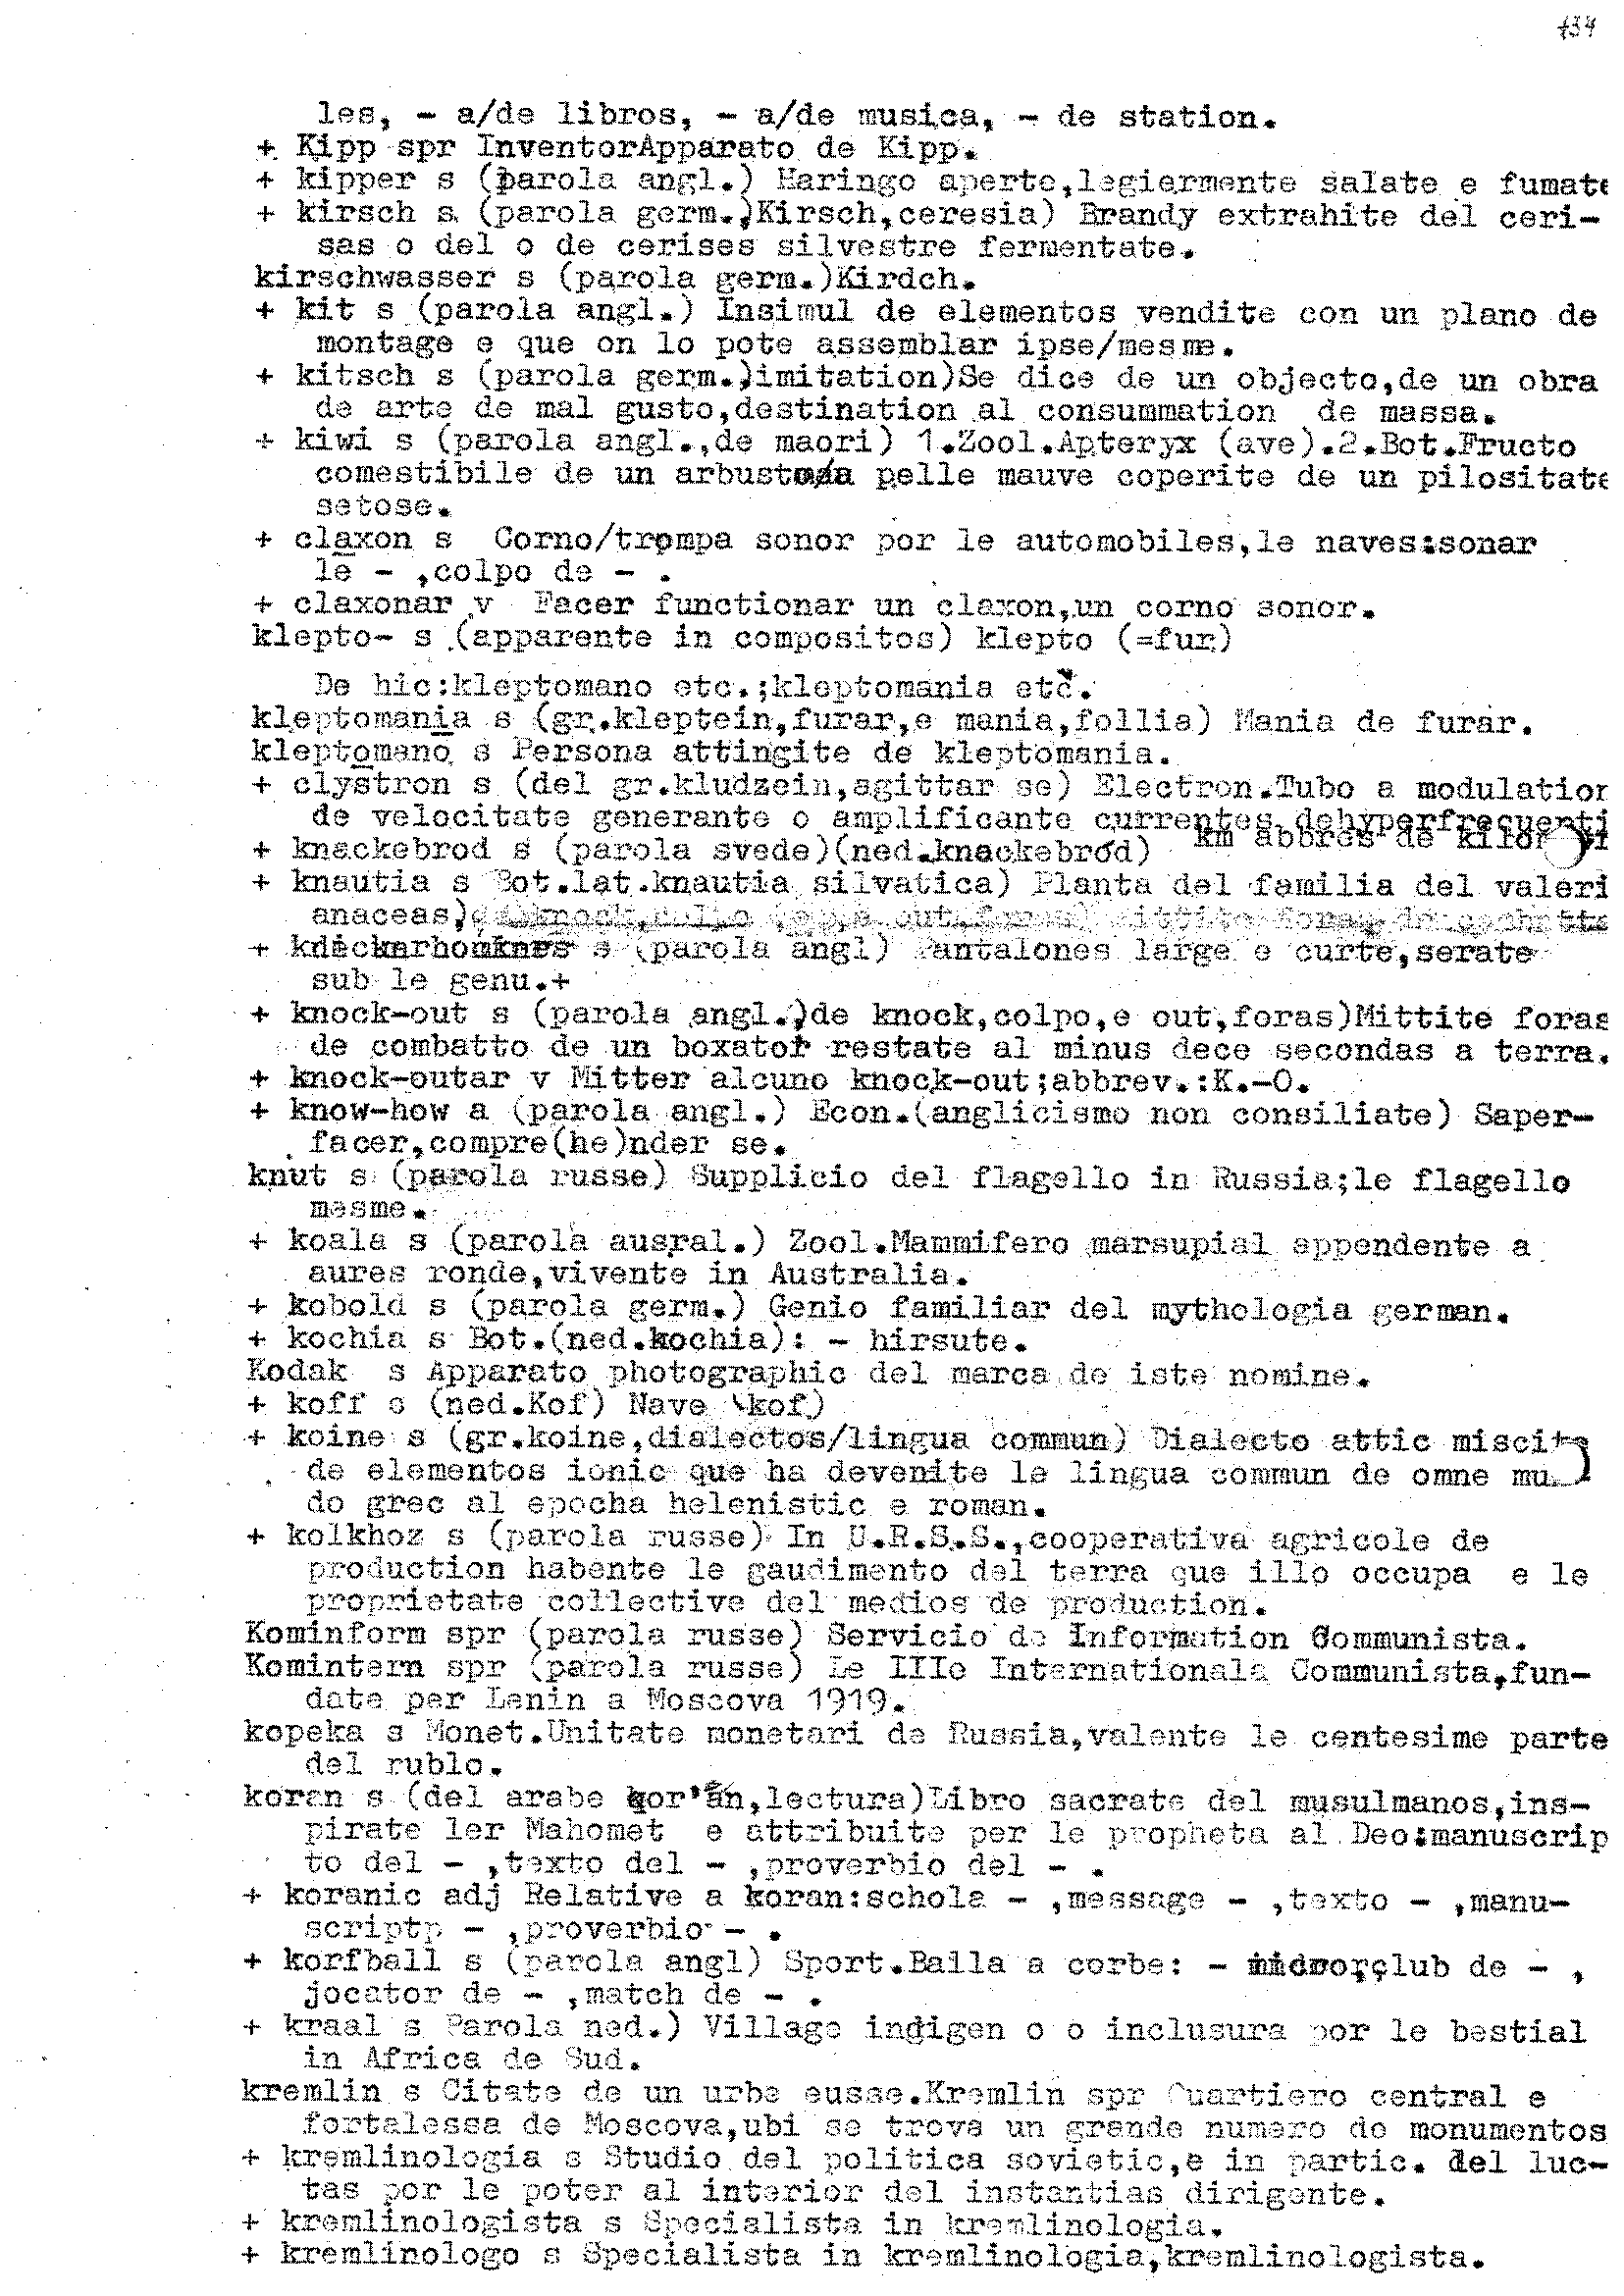 434
les, - a/de libros, - a/de musica, - de station.
+ Kipp spr InventorApparato de Kipp.
+ kipper s (parola angl.) Haringo aperte,legiermente salate e fumate
+ kirsch s (parola germ.,Kirsch,ceresia) Brandy extrahite del ceri-
sas o del o de cerises silvestre fermentate.
kirschwasser s (parola germ.)Kirdch.
+ kit s (parola angl.) Insimul de elementos vendite con un plano de
montage e que on lo pote assemblar ipse/mesme.
+ kitsch s (parola germ.)imitation)Se dice de un objecto,de un obra
de arte de mal gusto,destination al consummation de massa.
+ kiwi s (parola angl.,de maori) 1.Zool.Apteryx (ave).2.Bot.Fructo
comestibile de un arbusto/a pelle mauve coperite de un pilositate
setose.
+ claxon s Corno/trompa sonor por le automobiles,le naves:sonar
le - ,colpo de - .
+ claxonar v Facer functionar un claxon,un corno sonor.
klepto- s (apparente in compositos) klepto (=fur)
De hic:kleptomano etc.;kleptomania etc.
kleptomania s (gr.kleptein,furar,e mania,follia) Mania de furar.
kleptomano s Persona attingite de kleptomania.
+ clystron s (del gr.kludzein,agittar se) Electron.Tubo a modulation
de velocitate generante o amplificante currentes dehyperfrecuenti
km abbres de
+ knackebrod s (parola svede)(ned.knackebrod)
+ knautia s Bot.lat.knautia silvatica) Planta del familia del valeri
anaceas)
+ s (parola angl) Pantalones large e curte,serate
sub le genu.+
+ knock-out s (parola angl.)de knock,colpo,e out,foras)Mittite foras
de combatto de un boxator restate al minus dece secondas a terra.
+ knock-outar v Mitter alcuno knock-out;abbrev.:K.-O.
+ know-how a (parola angl.) Econ.(anglicismo non consiliate) Saper-
facer,compre(he)nder se.
knut s (parola russe) Supplicio del flagello in Russia;le flagello
mesme.
+ koala s (parola ausral.) Zool.Mammifero marsupial appendente a
aures ronde,vivente in Australia.
+ kobold s (parola germ.) Genio familiar del mythologia german.
+ kochia s Bot.(ned.kochia): - hirsute.
Kodak s Apparato photographic del marca de iste nomine.
+ koff s (ned.Kof) Nave (kof)
+ koine s (gr.koine,dialectos/lingua commun) Dialecto attic miscite
de elementos ionic que ha devenite le lingua commun de omne mu
do grec al epocha helenistic e roman.
+ kolkhoz s (parola russe) In U.R.S.S.,cooperativa agricole de
production habente le gaudimento del terra que illo occupa e le
proprietate collective del medios de production.
Kominform spr (parola russe) Servicio de Information Communista.
Komintern spr (parola russe) Le IIIe Internationala Communista,fun-
date per Lenin a Moscova 1919.
kopeka s Monet.Unitate monetari de Russia,valente le centesime parte
del rublo.
koran s (del arabe qor'an,lectura)Libro sacrate del musulmanos,ins-
pirate ler Mahomet e attribuite per le propheta al Deo:manuscrip
to del - ,texto del - ,proverbio del - .
+ koranic adj Relative a koran:schola - ,message - ,texto - ,manu-
scriptp - ,proverbio - .
+ korfball s (parola angl) Sport.Balla a corbe: - club de - ,
jocator de - ,match de - .
+ kraal s Parola ned.) Village indigen o o inclusura por le bestial
in Africa de Sud.
kremlin s Citate de un urbe eusse.Kremlin spr Cuartiero central e
fortalessa de Moscova,ubi se trova un grande numero de monumentos
+ kremlinologia s Studio del politica sovietic,e in partic. del luc-
tas por le poter al interior del instantias dirigente.
+ kremlinologista s Specialista in kremlinologia.
+ kremlinologo s Specialista in kremlinologia,kremlinologista.